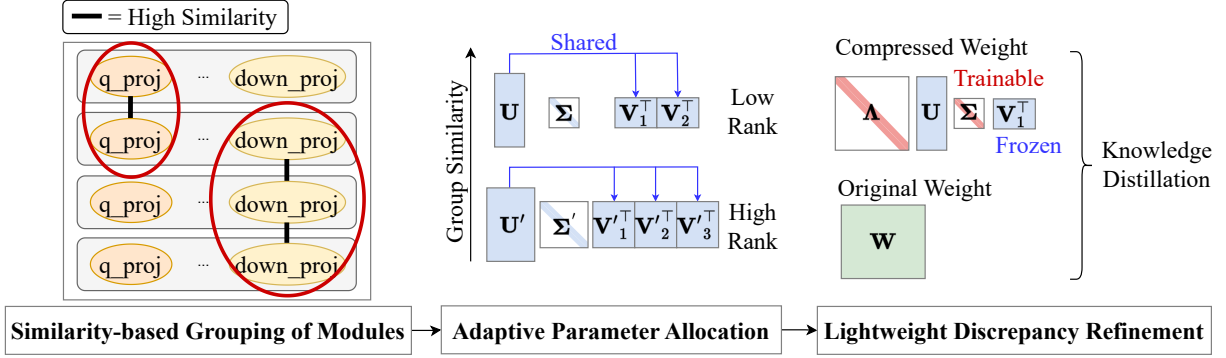 = High Similarity
q_proj ... down_proj
q_proj ... down_proj
q_proj ... down_proj
q_proj ... down_proj
Similarity-based Grouping of Modules
Group Similarity
Shared
U Σ V₁⊤ V₂⊤
Low
Rank
U′ Σ′ V′₁⊤ V′₂⊤ V′₃⊤
High
Rank
Adaptive Parameter Allocation
Compressed Weight
Trainable
Λ U Σ V₁⊤
Frozen
Original Weight
W
Knowledge
Distillation
Lightweight Discrepancy Refinement